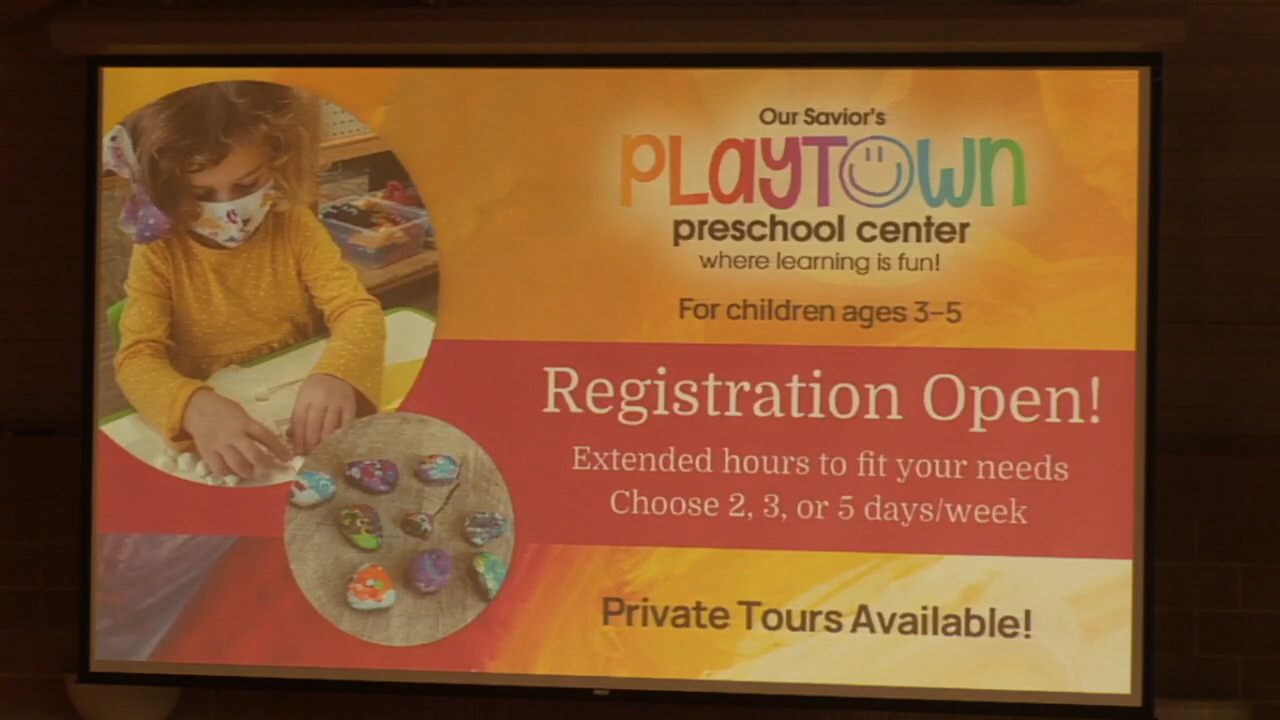 Our Savior's
PLAYTOWN
preschool center
where learning is fun!
For children ages 3–5
Registration Open!
Extended hours to fit your needs
Choose 2, 3, or 5 days/week
Private Tours Available!